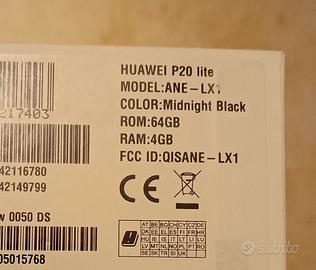 HUAWEI P20 lite
MODEL:ANE-LX1
COLOR:Midnight Black
217403
ROM:64GB
RAM:4GB
FCC ID:QISANE-LX1
42116780
42149799
CE
w 0050 DS
AT BE BG CH CY CZ DE
DK EE EL ES FI FR HR
HU IE IS IT LI LT LU
LV MT NL NO PL PT
RO SE SI SK TR UK
05015768
subito